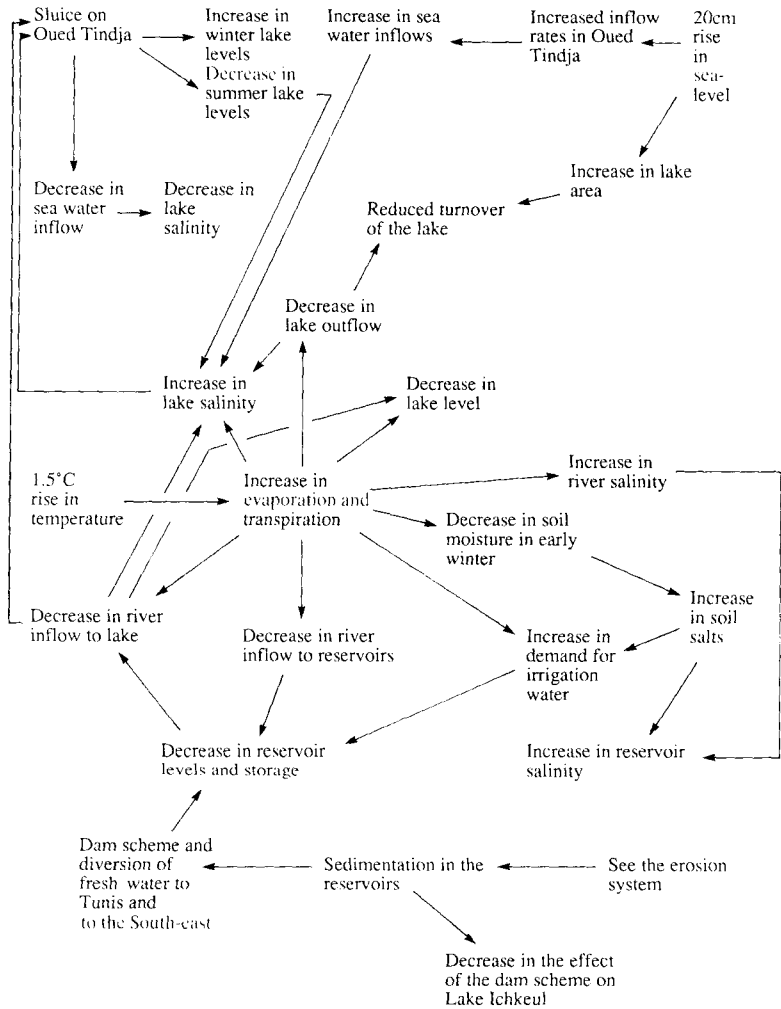 Sluice on
Oued Tindja
Increase in
winter lake
levels
Decrease in
summer lake
levels
Increase in sea
water inflows
Increased inflow
rates in Oued
Tindja
20cm
rise
in
sea-
level
Decrease in
sea water
inflow
Decrease in
lake
salinity
Increase in lake
area
Reduced turnover
of the lake
Decrease in
lake outflow
Increase in
lake salinity
Decrease in
lake level
1.5°C
rise in
temperature
Increase in
evaporation and
transpiration
Increase in
river salinity
Decrease in soil
moisture in early
winter
Increase
in soil
salts
Decrease in river
inflow to lake
Decrease in river
inflow to reservoirs
Increase in
demand for
irrigation
water
Decrease in reservoir
levels and storage
Increase in reservoir
salinity
Dam scheme and
diversion of
fresh water to
Tunis and
to the South-east
Sedimentation in the
reservoirs
See the erosion
system
Decrease in the effect
of the dam scheme on
Lake Ichkeul